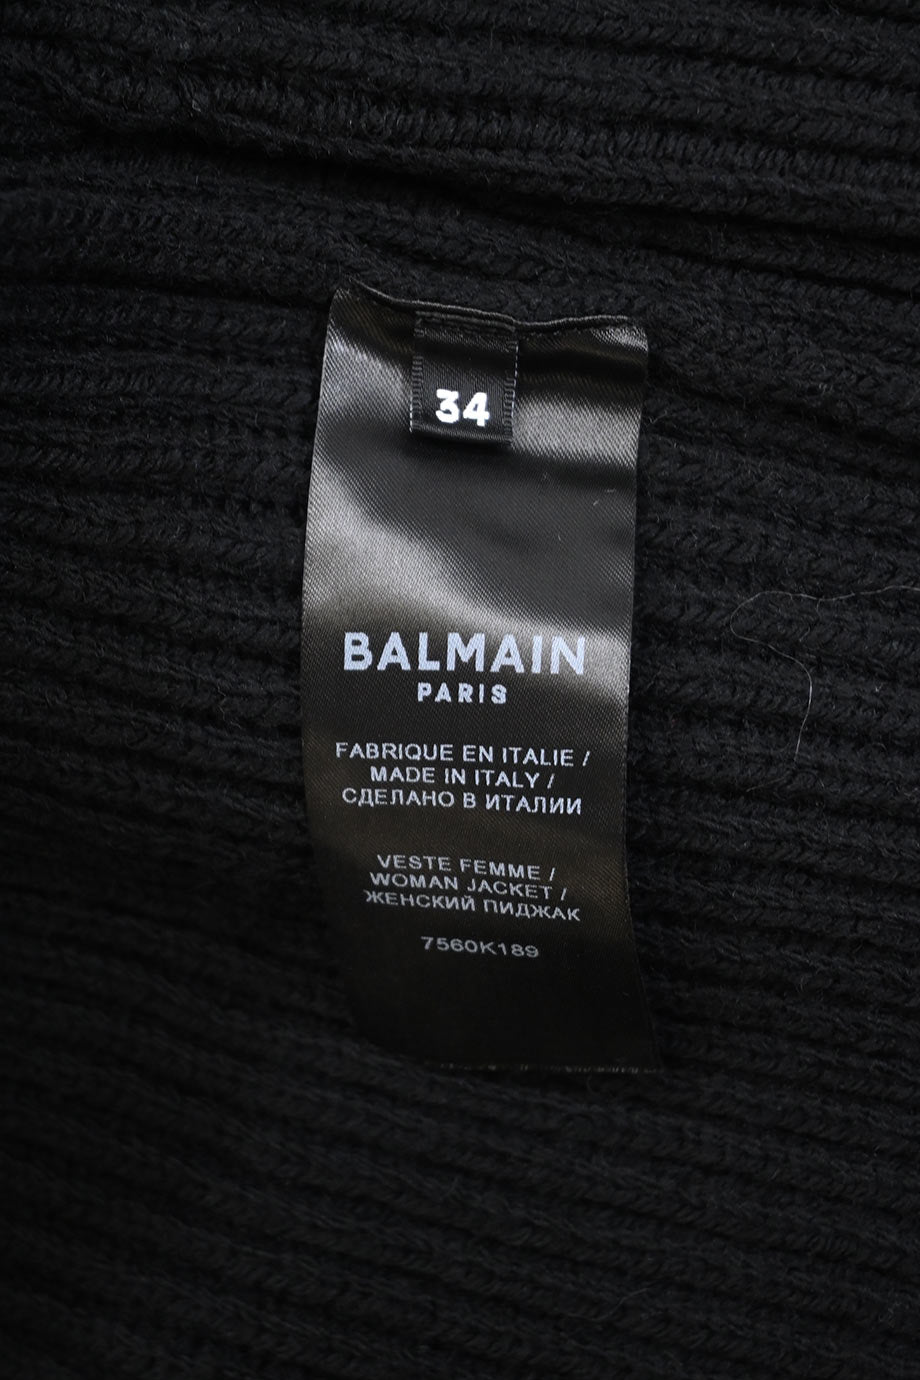 34
BALMAIN
PARIS
FABRIQUE EN ITALIE /
MADE IN ITALY /
СДЕЛАНО В ИТАЛИИ
VESTE FEMME /
WOMAN JACKET /
ЖЕНСКИЙ ПИДЖАК
7560K189